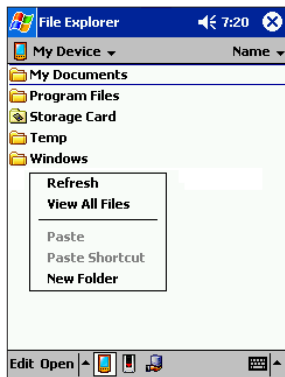 File Explorer 7:20
My Device Name
My Documents
Program Files
Storage Card
Temp
Windows
Refresh
View All Files
Paste
Paste Shortcut
New Folder
Edit Open